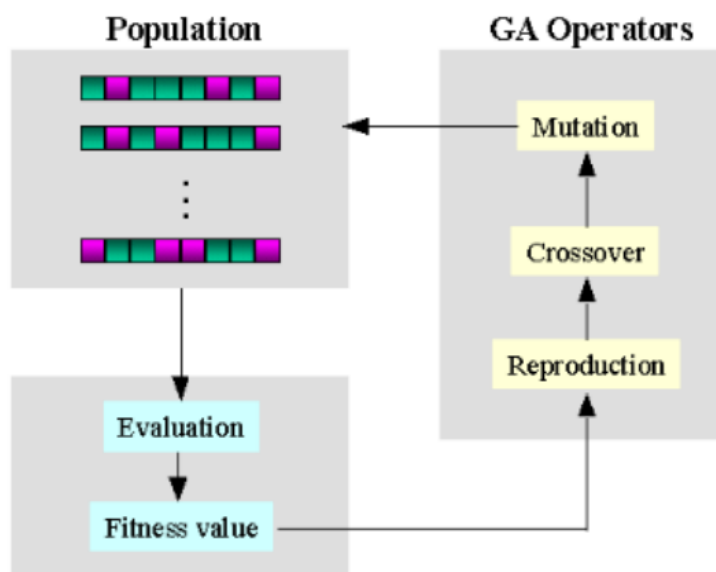 Population
GA Operators
Mutation
Crossover
Reproduction
Evaluation
Fitness value